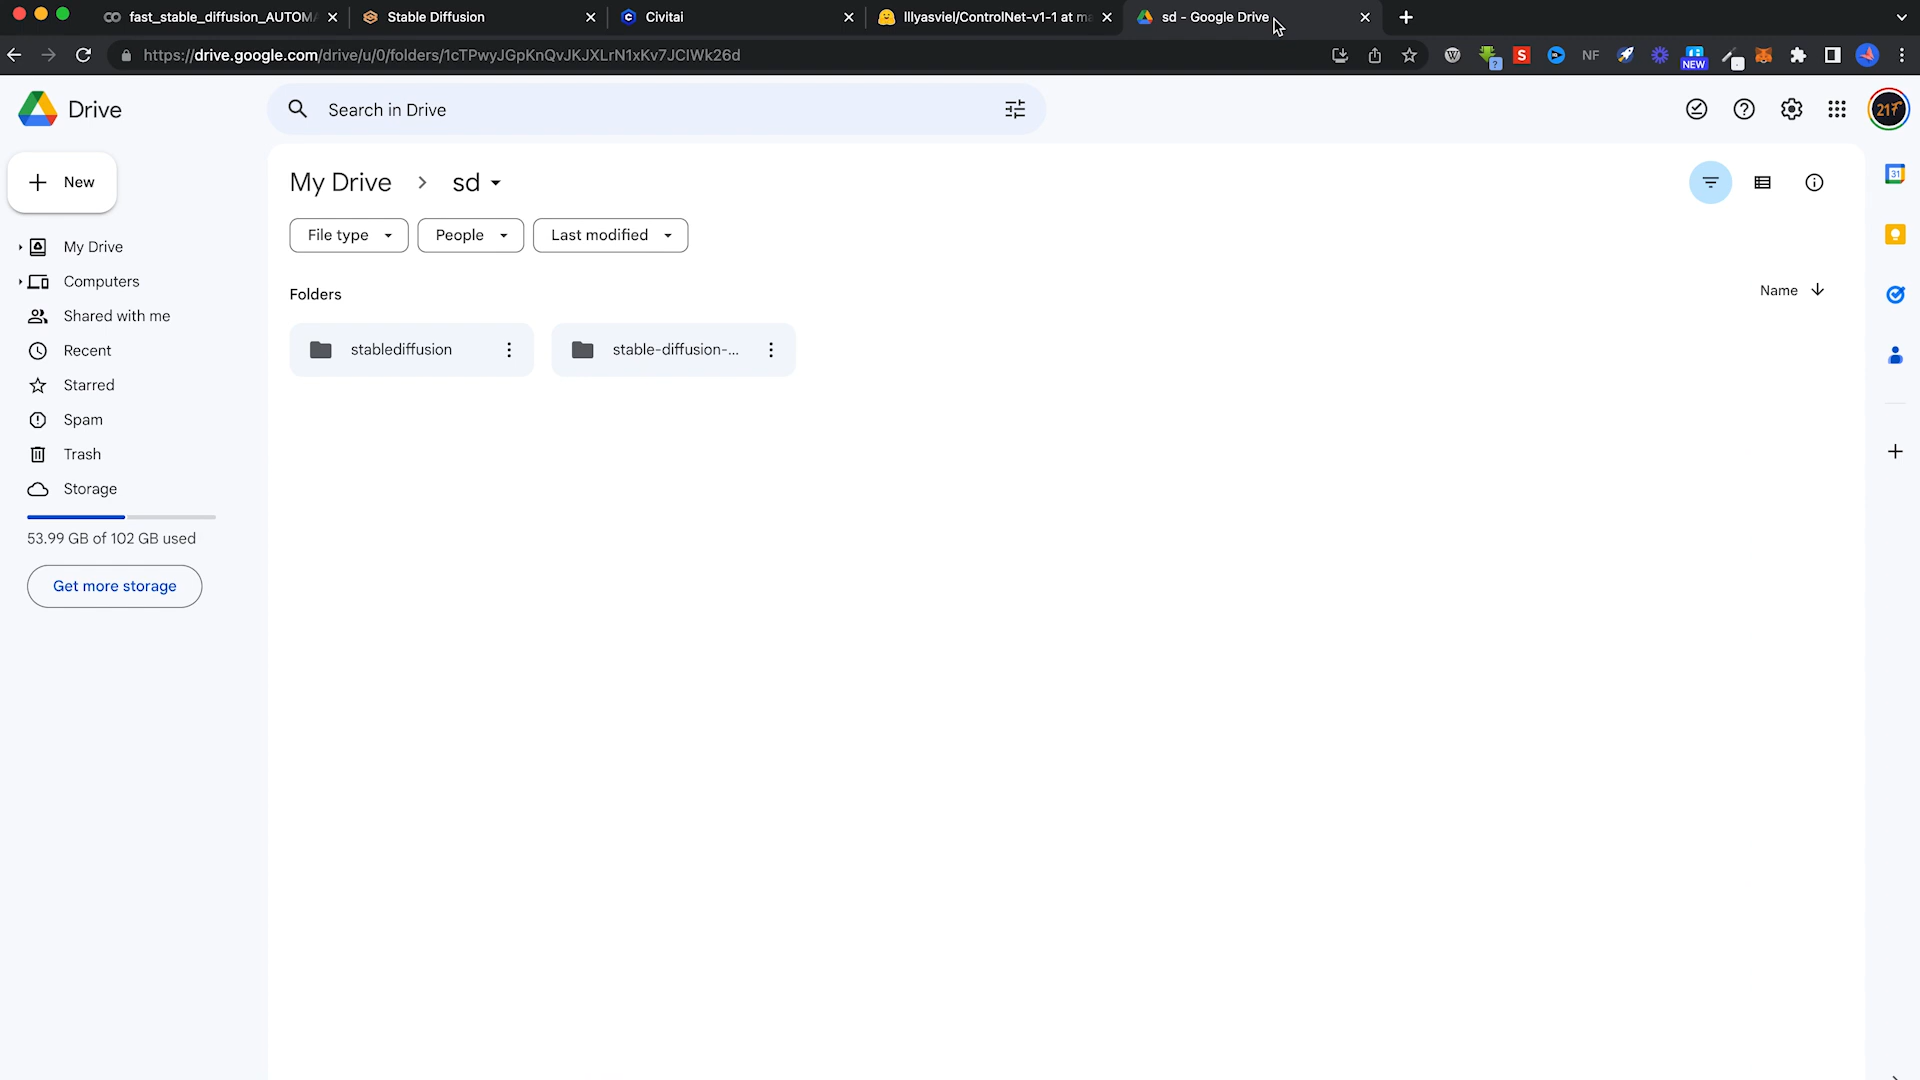 fast_stable_diffusion_AUTOMA
Stable Diffusion
Civitai
lllyasviel/ControlNet-v1-1 at ma
sd - Google Drive
https://drive.google.com/drive/u/0/folders/1cTPwyJGpKnQvJKJXLrN1xKv7JCIWk26d
W
?
S
NF
NEW
Drive
Search in Drive
217
New
My Drive
sd
31
File type
People
Last modified
My Drive
Computers
Folders
Name
Shared with me
stablediffusion
stable-diffusion-...
Recent
Starred
Spam
Trash
Storage
53.99 GB of 102 GB used
Get more storage